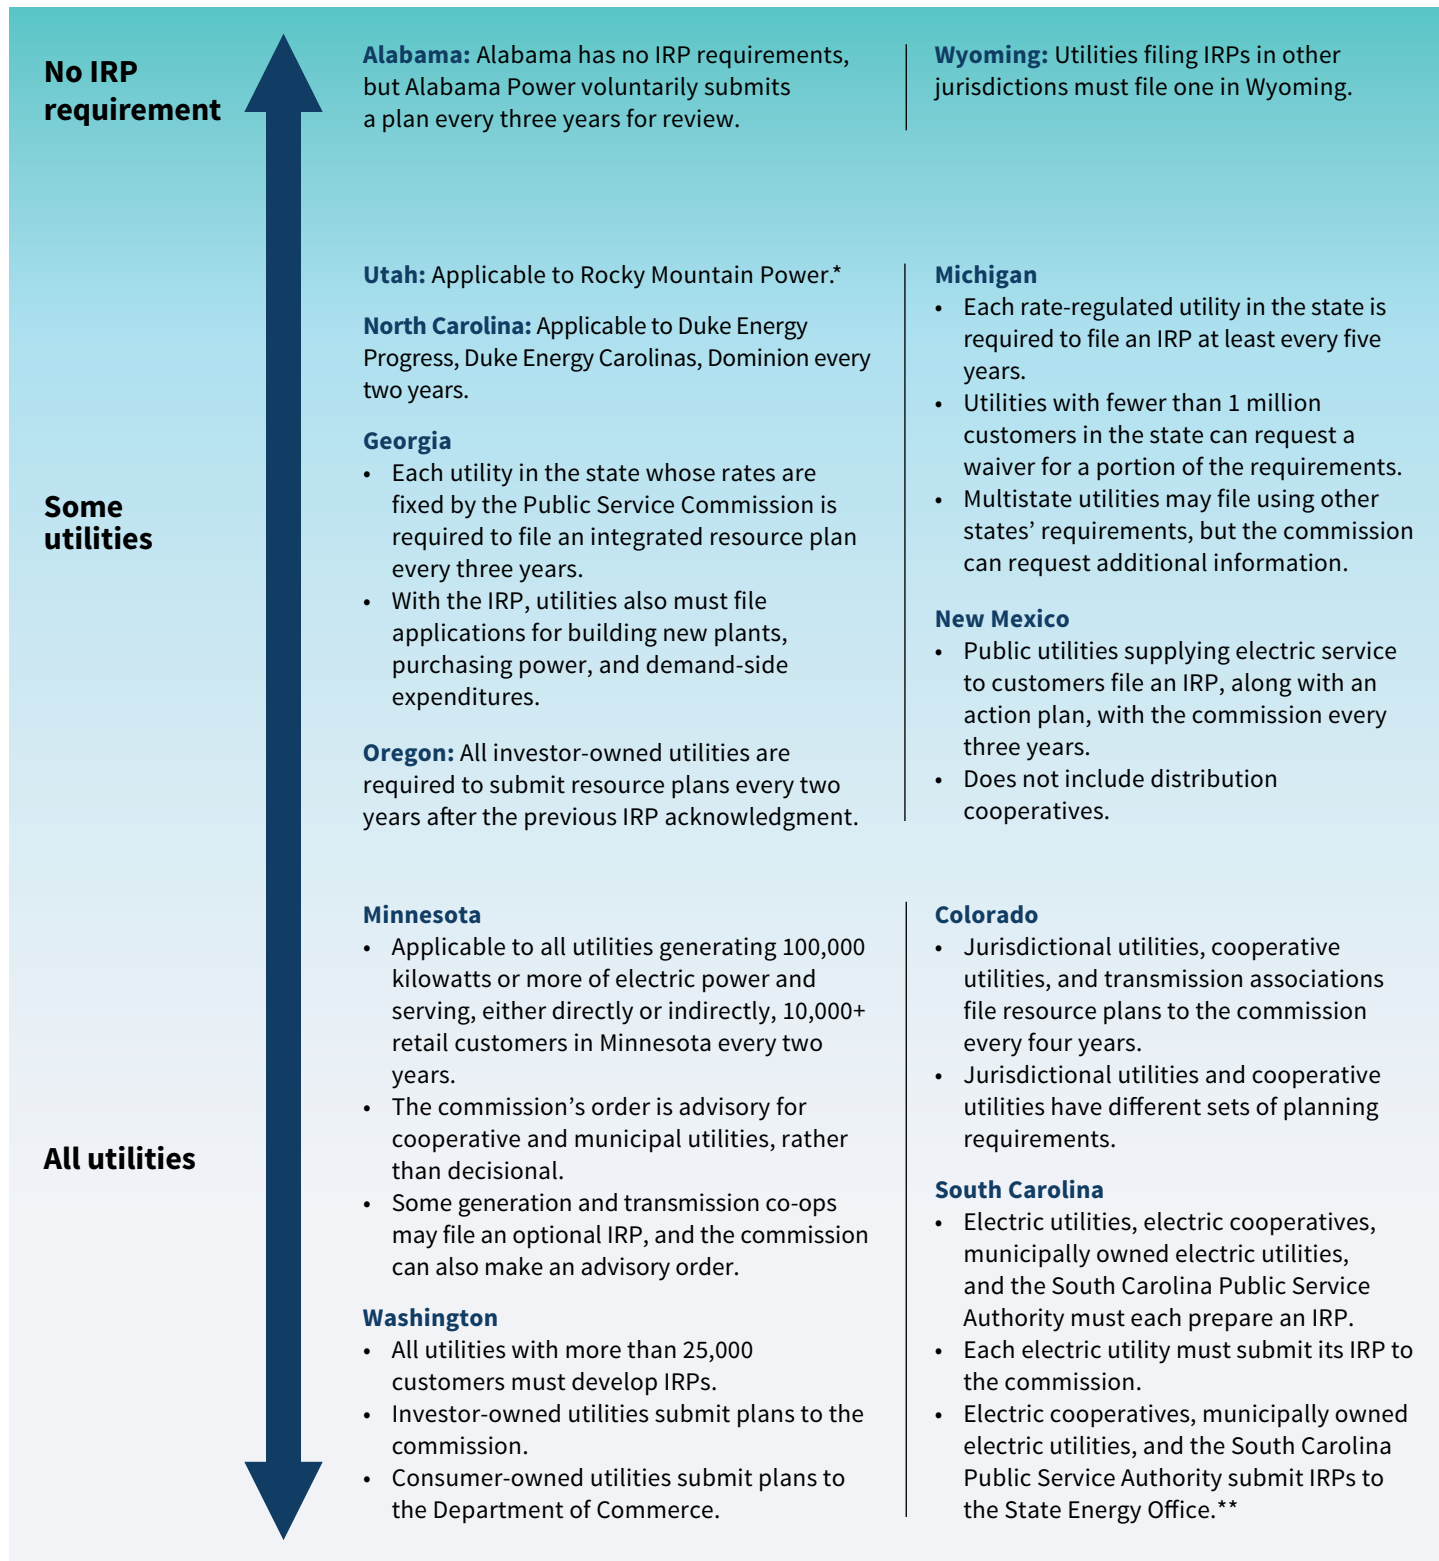 No IRP
requirement
Alabama: Alabama has no IRP requirements,
but Alabama Power voluntarily submits
a plan every three years for review.
Wyoming: Utilities filing IRPs in other
jurisdictions must file one in Wyoming.
Some
utilities
Utah: Applicable to Rocky Mountain Power.*
North Carolina: Applicable to Duke Energy
Progress, Duke Energy Carolinas, Dominion every
two years.
Georgia
• Each utility in the state whose rates are
fixed by the Public Service Commission is
required to file an integrated resource plan
every three years.
• With the IRP, utilities also must file
applications for building new plants,
purchasing power, and demand-side
expenditures.
Oregon: All investor-owned utilities are
required to submit resource plans every two
years after the previous IRP acknowledgment.
Michigan
• Each rate-regulated utility in the state is
required to file an IRP at least every five
years.
• Utilities with fewer than 1 million
customers in the state can request a
waiver for a portion of the requirements.
• Multistate utilities may file using other
states’ requirements, but the commission
can request additional information.
New Mexico
• Public utilities supplying electric service
to customers file an IRP, along with an
action plan, with the commission every
three years.
• Does not include distribution
cooperatives.
All utilities
Minnesota
• Applicable to all utilities generating 100,000
kilowatts or more of electric power and
serving, either directly or indirectly, 10,000+
retail customers in Minnesota every two
years.
• The commission’s order is advisory for
cooperative and municipal utilities, rather
than decisional.
• Some generation and transmission co-ops
may file an optional IRP, and the commission
can also make an advisory order.
Washington
• All utilities with more than 25,000
customers must develop IRPs.
• Investor-owned utilities submit plans to the
commission.
• Consumer-owned utilities submit plans to
the Department of Commerce.
Colorado
• Jurisdictional utilities, cooperative
utilities, and transmission associations
file resource plans to the commission
every four years.
• Jurisdictional utilities and cooperative
utilities have different sets of planning
requirements.
South Carolina
• Electric utilities, electric cooperatives,
municipally owned electric utilities,
and the South Carolina Public Service
Authority must each prepare an IRP.
• Each electric utility must submit its IRP to
the commission.
• Electric cooperatives, municipally owned
electric utilities, and the South Carolina
Public Service Authority submit IRPs to
the State Energy Office.**